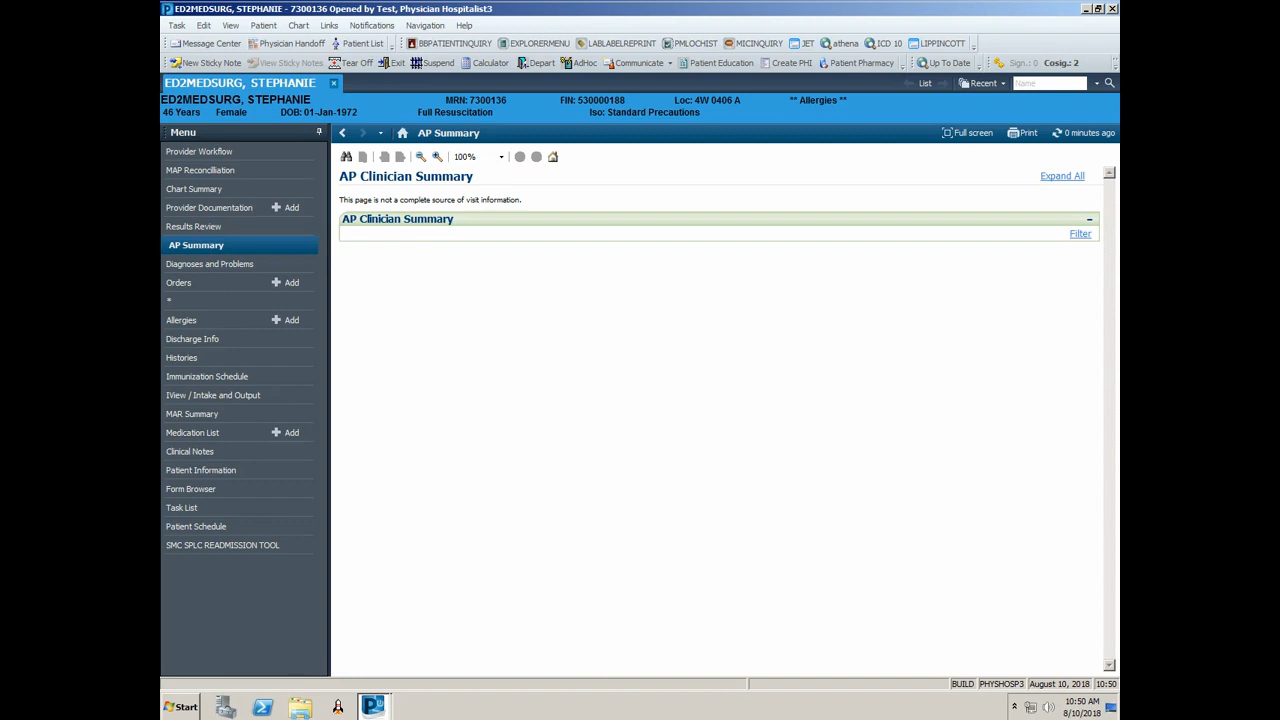 ED2MEDSURG, STEPHANIE - 7300136 Opened by Test, Physician Hospitalist3
Task Edit View Patient Chart Links Notifications Navigation Help
Message Center Physician Handoff Patient List BBPATIENTINQUIRY EXPLORERMENU LABLABELREPRINT PMLOCHIST MICINQUIRY JET athena ICD 10 LIPPINCOTT
New Sticky Note View Sticky Notes Tear Off Exit Suspend Calculator Depart AdHoc Communicate Patient Education Create PHI Patient Pharmacy Up To Date Sign.: 0 Cosig.: 2
ED2MEDSURG, STEPHANIE List Recent Name
ED2MEDSURG, STEPHANIE MRN: 7300136 FIN: 530000188 Loc: 4W 0406 A ** Allergies **
46 Years Female DOB: 01-Jan-1972 Full Resuscitation Iso: Standard Precautions
Menu AP Summary Full screen Print 0 minutes ago
Provider Workflow
100%
MAP Reconcilliation
AP Clinician Summary Expand All
Chart Summary
This page is not a complete source of visit information.
Provider Documentation Add
AP Clinician Summary
Results Review
Filter
AP Summary
Diagnoses and Problems
Orders Add
*
Allergies Add
Discharge Info
Histories
Immunization Schedule
IView / Intake and Output
MAR Summary
Medication List Add
Clinical Notes
Patient Information
Form Browser
Task List
Patient Schedule
SMC SPLC READMISSION TOOL
BUILD PHYSHOSP3 August 10, 2018 10:50
Start 10:50 AM
8/10/2018